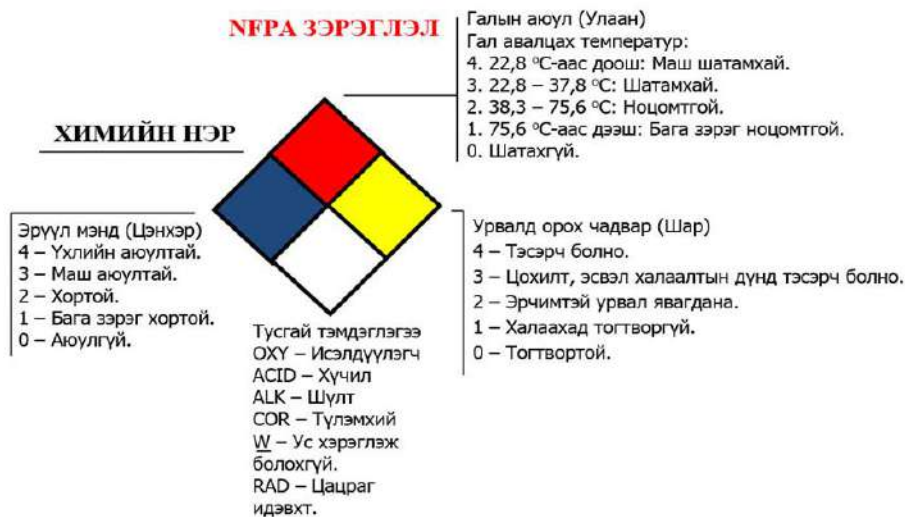 NFPA ЗЭРЭГЛЭЛ
Галын аюул (Улаан)
Гал авалцах температур:
4. 22,8 °C-аас доош: Маш шатамхай.
3. 22,8 – 37,8 °C: Шатамхай.
2. 38,3 – 75,6 °C: Ноцомтгой.
1. 75,6 °C-аас дээш: Бага зэрэг ноцомтгой.
0. Шатахгүй.
ХИМИЙН НЭР
Эрүүл мэнд (Цэнхэр)
4 – Үхлийн аюултай.
3 – Маш аюултай.
2 – Хортой.
1 – Бага зэрэг хортой.
0 – Аюулгүй.
Урвалд орох чадвар (Шар)
4 – Тэсэрч болно.
3 – Цохилт, эсвэл халаалтын дүнд тэсэрч болно.
2 – Эрчимтэй урвал явагдана.
1 – Халаахад тогтворгүй.
0 – Тогтвортой.
Тусгай тэмдэглэгээ
OXY – Исэлдүүлэгч
ACID – Хүчил
ALK – Шүлт
COR – Түлэмхий
W – Ус хэрэглэж
болохгүй.
RAD – Цацраг
идэвхт.